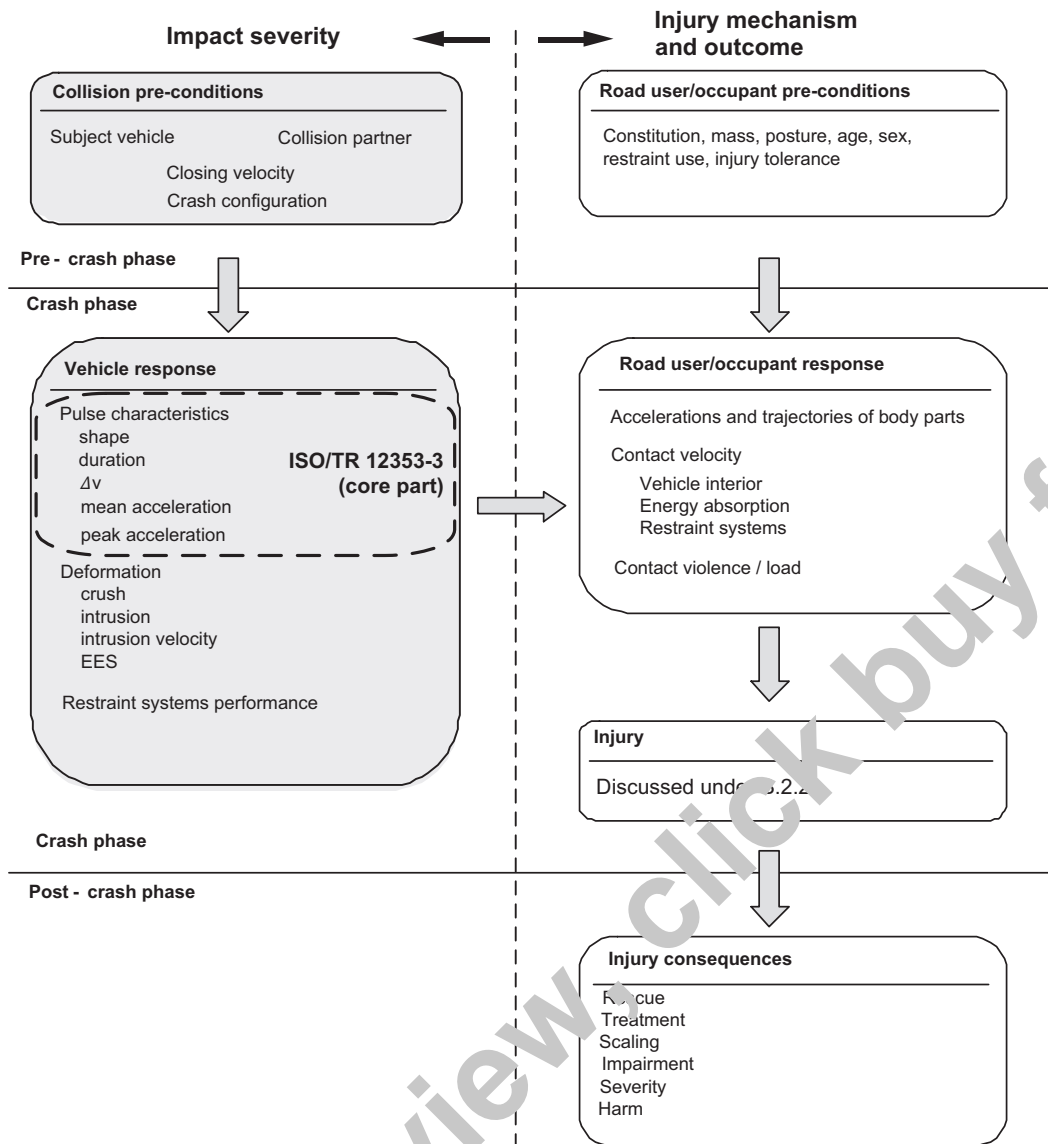 Impact severity
Injury mechanism
and outcome
Collision pre-conditions
Subject vehicle
Collision partner
Closing velocity
Crash configuration
Road user/occupant pre-conditions
Constitution, mass, posture, age, sex,
restraint use, injury tolerance
Pre - crash phase
Crash phase
Vehicle response
Pulse characteristics
shape
duration
Δv
mean acceleration
peak acceleration
ISO/TR 12353-3
(core part)
Deformation
crush
intrusion
intrusion velocity
EES
Restraint systems performance
Road user/occupant response
Accelerations and trajectories of body parts
Contact velocity
Vehicle interior
Energy absorption
Restraint systems
Contact violence / load
Injury
Discussed
Crash phase
Post - crash phase
Injury consequences
Rescue
Treatment
Scaling
Impairment
Severity
Harm
click buy